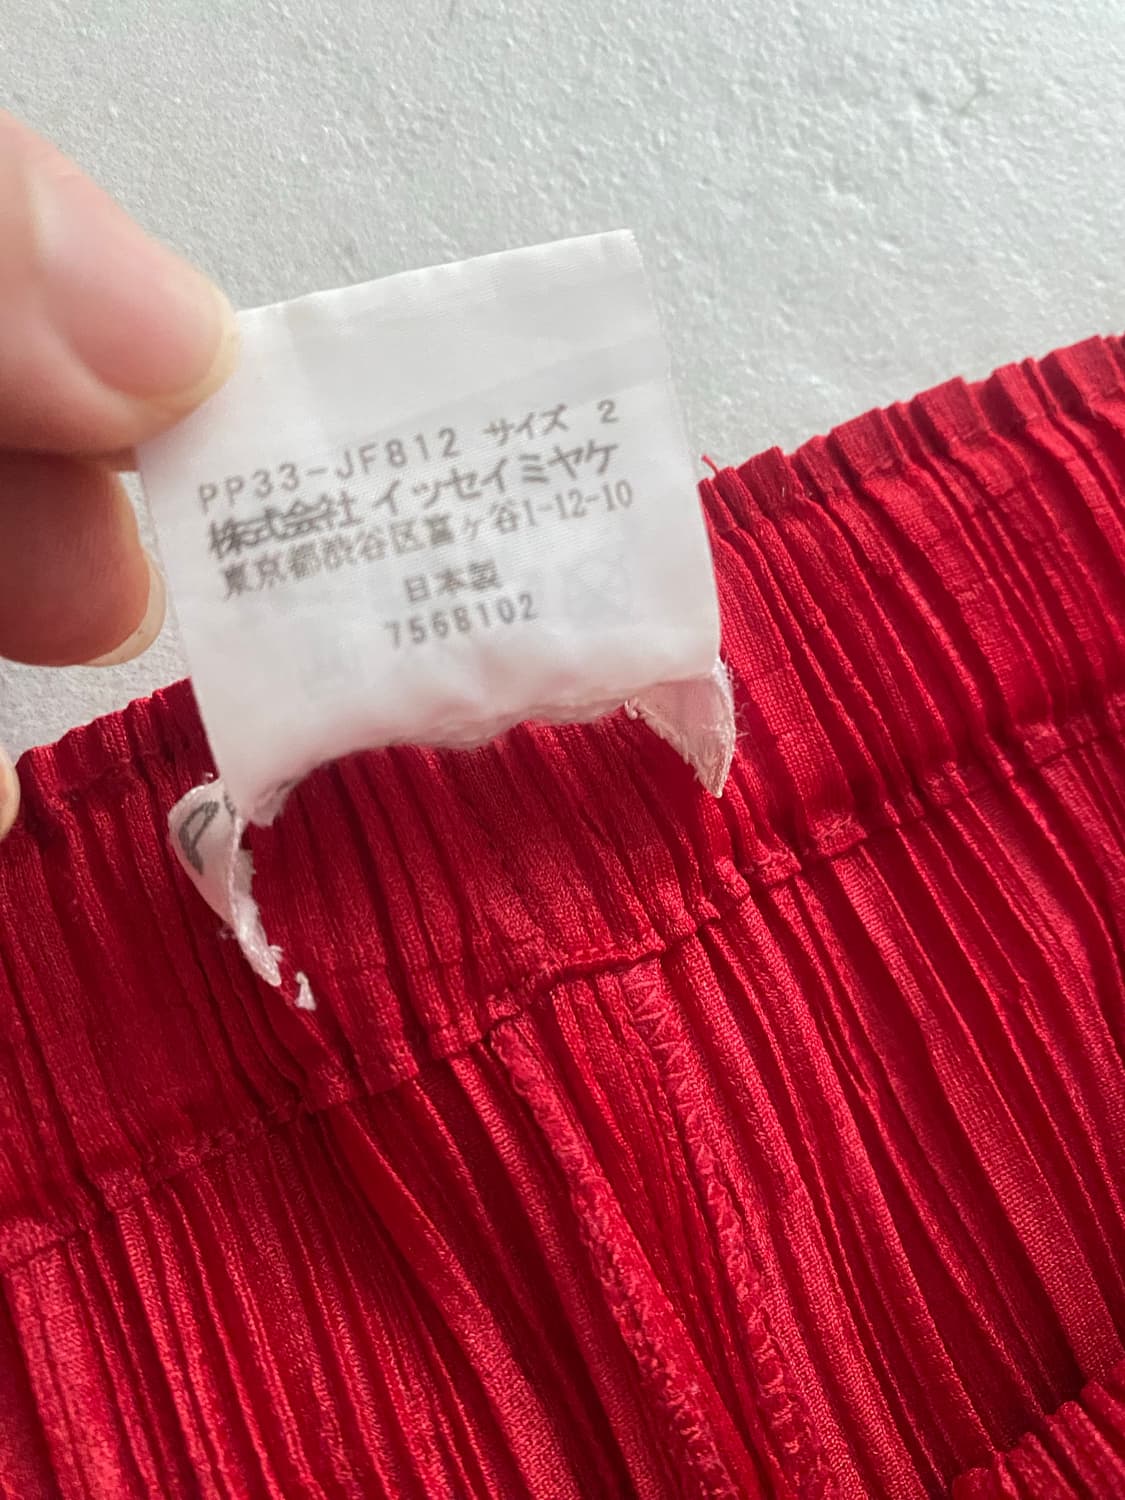 PP33-JF812 サイズ 2
株式会社 イッセイミヤケ
東京都渋谷区富ヶ谷1-12-10
日本製
7568102
P